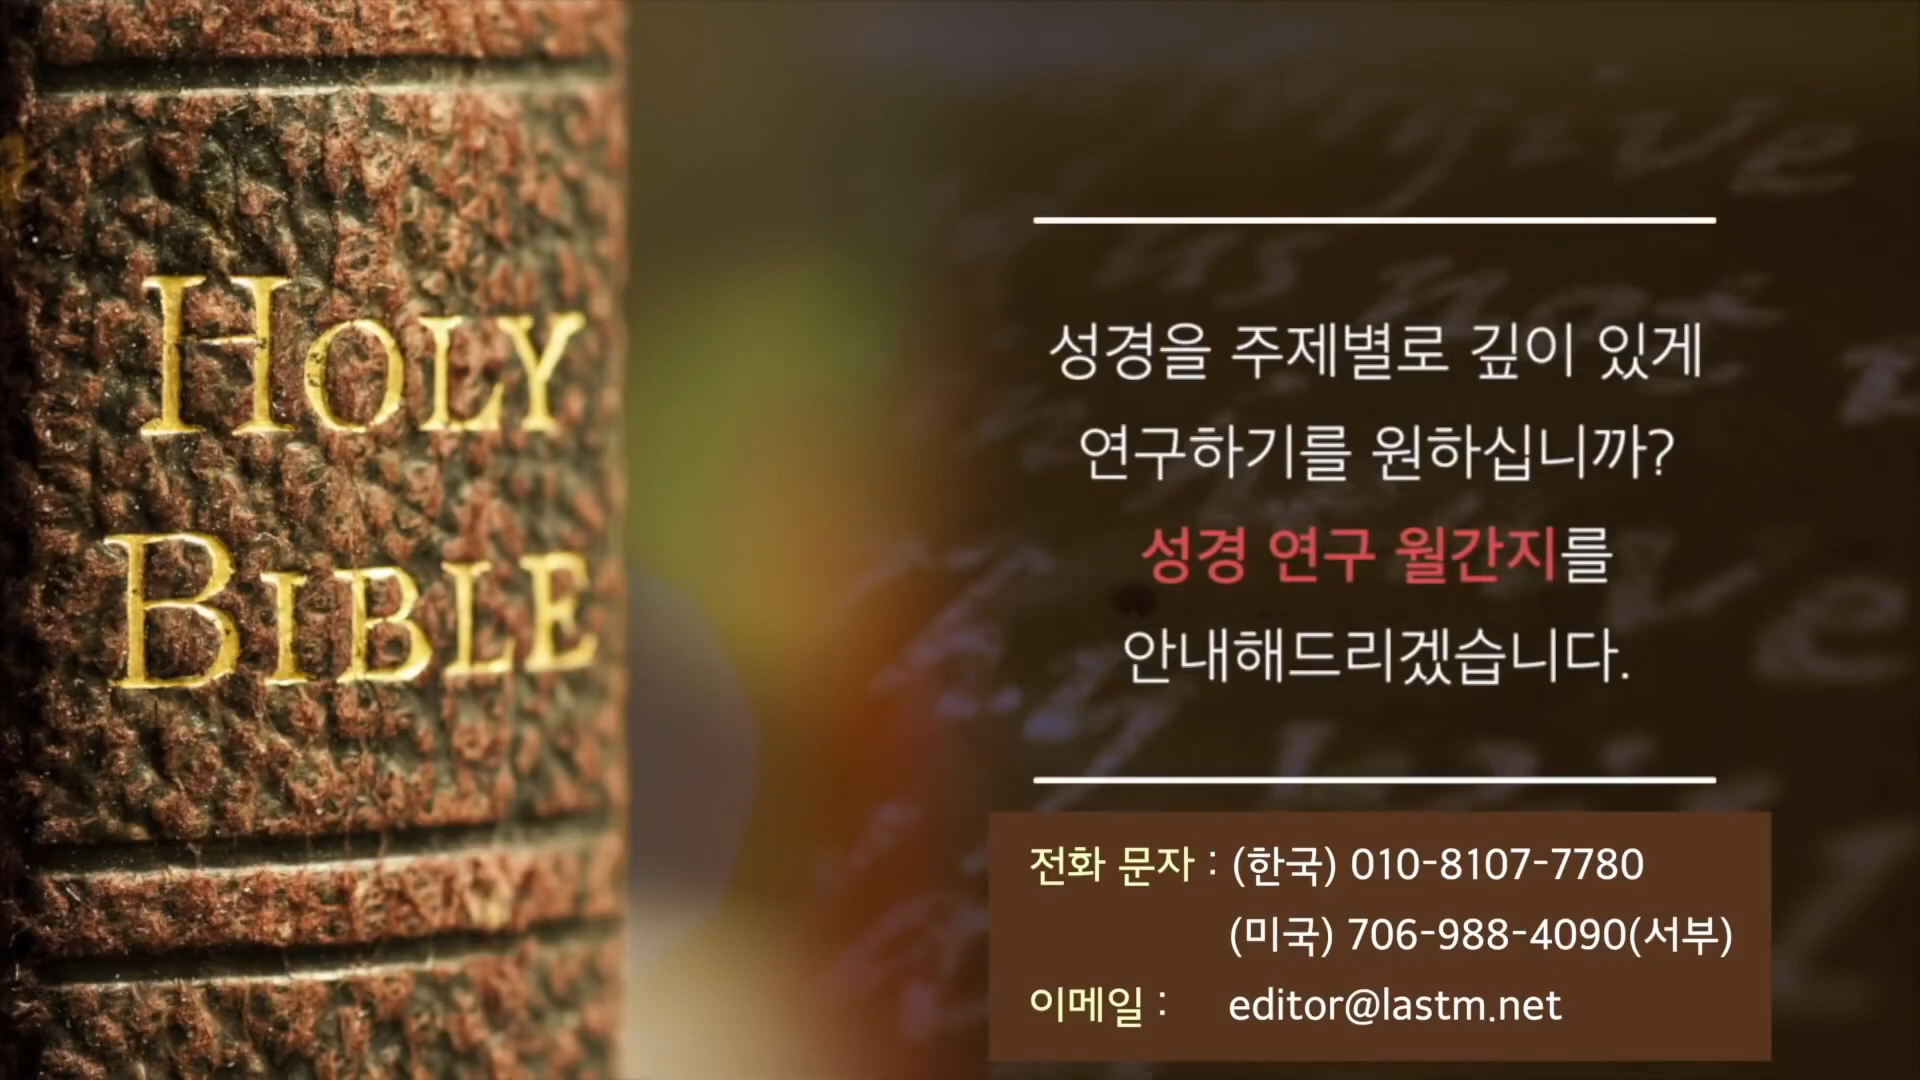 HOLY
BIBLE
성경을 주제별로 깊이 있게
연구하기를 원하십니까?
성경 연구 월간지를
안내해드리겠습니다.
전화 문자 : (한국) 010-8107-7780
(미국) 706-988-4090(서부)
이메일 : editor@lastm.net